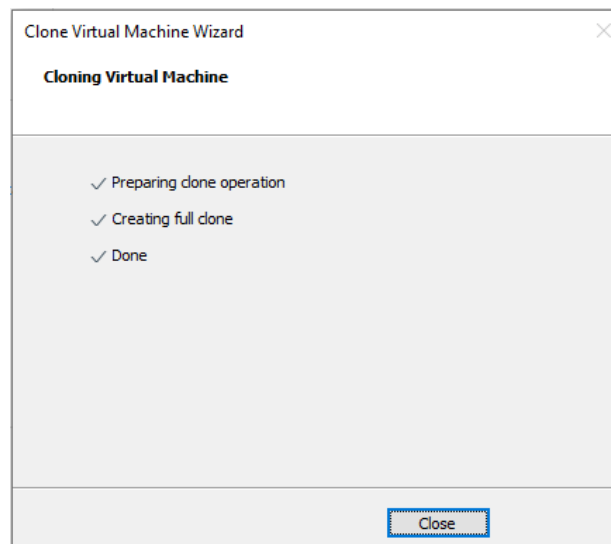 Clone Virtual Machine Wizard
Cloning Virtual Machine
Preparing clone operation
Creating full clone
Done
Close